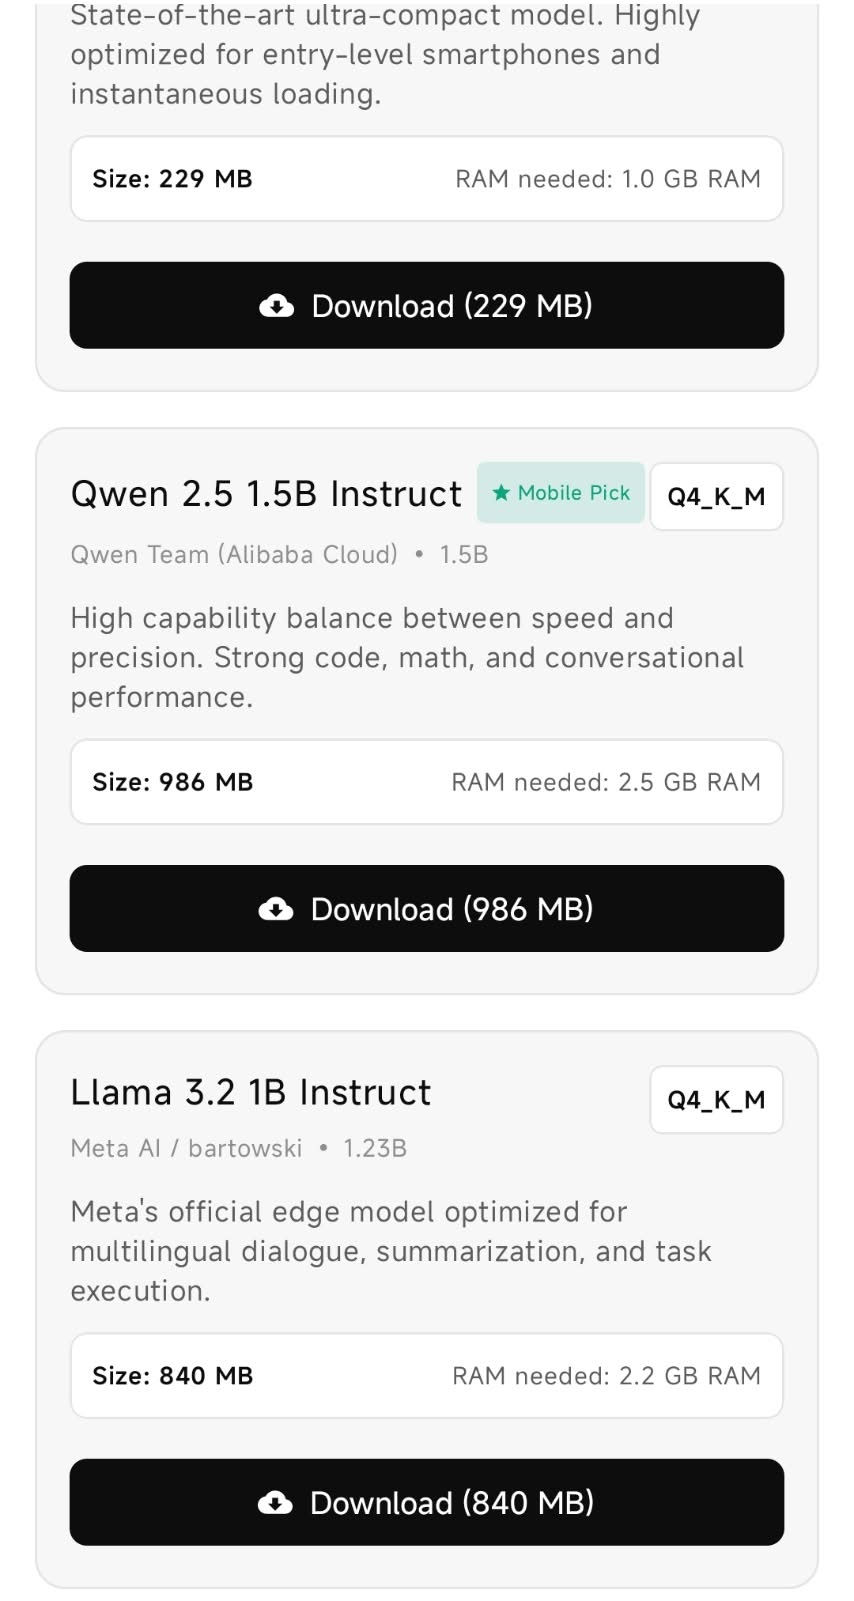 State-of-the-art ultra-compact model. Highly
optimized for entry-level smartphones and
instantaneous loading.
Size: 229 MB
RAM needed: 1.0 GB RAM
Download (229 MB)
Qwen 2.5 1.5B Instruct
Mobile Pick
Q4_K_M
Qwen Team (Alibaba Cloud) • 1.5B
High capability balance between speed and
precision. Strong code, math, and conversational
performance.
Size: 986 MB
RAM needed: 2.5 GB RAM
Download (986 MB)
Llama 3.2 1B Instruct
Q4_K_M
Meta AI / bartowski • 1.23B
Meta's official edge model optimized for
multilingual dialogue, summarization, and task
execution.
Size: 840 MB
RAM needed: 2.2 GB RAM
Download (840 MB)